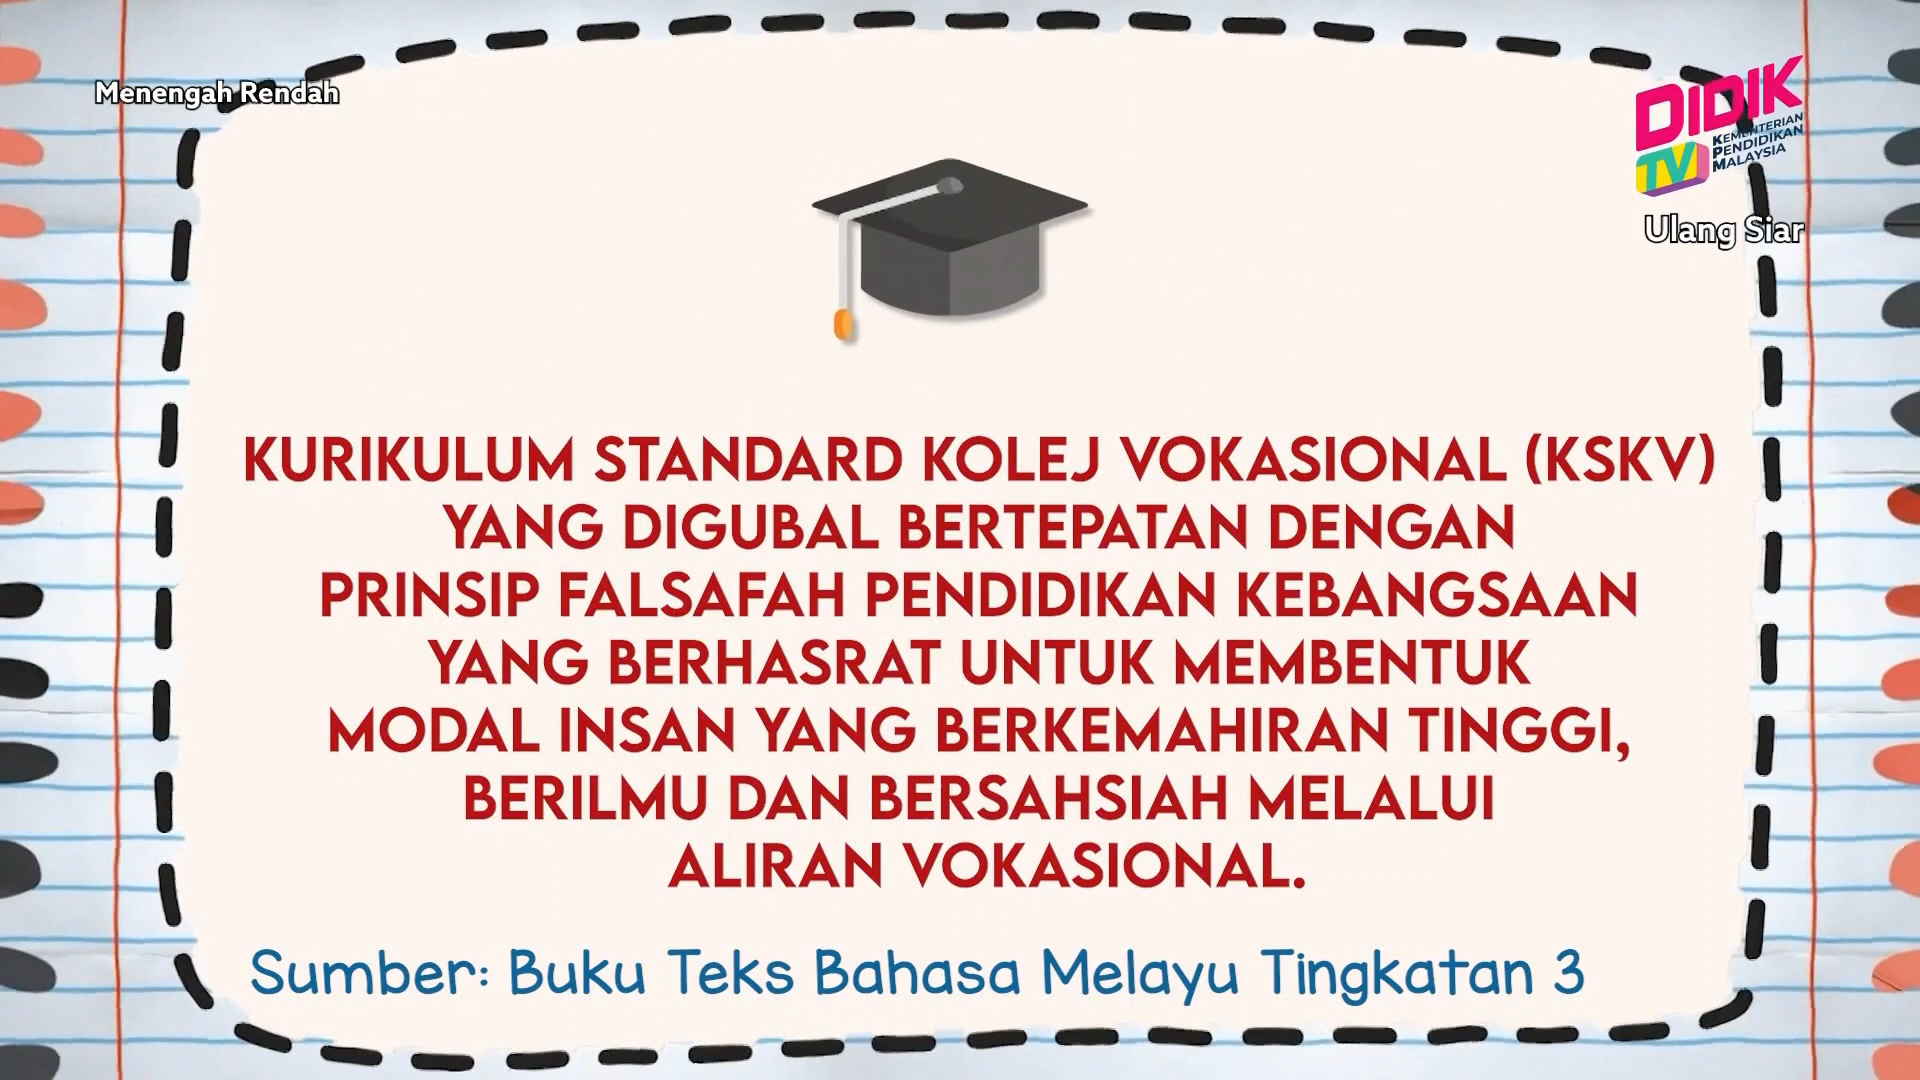 Menengah Rendah
DIDIK
TV
KEMENTERIAN
PENDIDIKAN
MALAYSIA
Ulang Siar
KURIKULUM STANDARD KOLEJ VOKASIONAL (KSKV)
YANG DIGUBAL BERTEPATAN DENGAN
PRINSIP FALSAFAH PENDIDIKAN KEBANGSAAN
YANG BERHASRAT UNTUK MEMBENTUK
MODAL INSAN YANG BERKEMAHIRAN TINGGI,
BERILMU DAN BERSAHSIAH MELALUI
ALIRAN VOKASIONAL.
Sumber: Buku Teks Bahasa Melayu Tingkatan 3